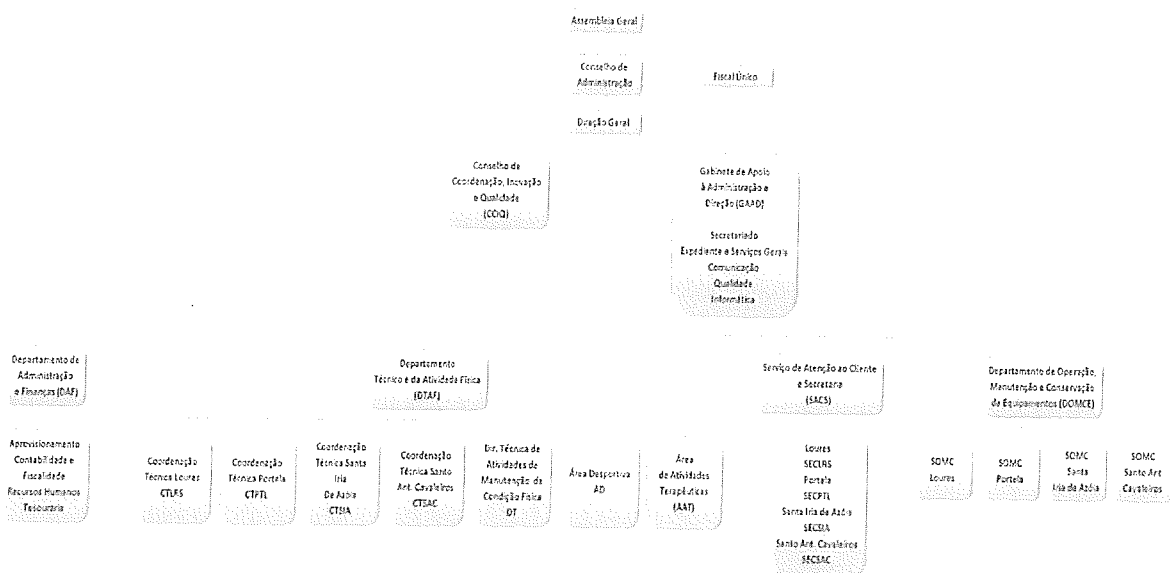 Assembleia Geral
Conselho de
Administração
Fiscal Único
Direção Geral
Conselho de
Coordenação, Inovação
e Qualidade
(CCIQ)
Gabinete de Apoio
à Administração e
Direção (GAAD)
Secretariado
Expediente e Serviços Gerais
Comunicação
Qualidade
Informática
Departamento de
Administração
e Finanças (DAF)
Departamento
Técnico e da Atividade Física
(DTAF)
Serviço de Atenção ao Cliente
e Secretaria
(SACS)
Departamento de Operação,
Manutenção e Conservação
de Equipamentos (DOMCE)
Aprovisionamento
Contabilidade e
Fiscalidade
Recursos Humanos
Tesouraria
Coordenação
Técnica Loures
CTLRS
Coordenação
Técnica Portela
CTPTL
Coordenação
Técnica Santa
Iria
De Azóia
CTSIA
Coordenação
Técnica Santo
Ant. Cavaleiros
CTSAC
Dir. Técnica de
Atividades de
Manutenção da
Condição Física
DT
Área Desportiva
AD
Área
de Atividades
Terapêuticas
(AAT)
Loures
SECLRS
Portela
SECPTL
Santa Iria de Azóia
SECSIA
Santo Ant. Cavaleiros
SECSAC
SOMC
Loures
SOMC
Portela
SOMC
Santa
Iria de Azóia
SOMC
Santo Ant.
Cavaleiros